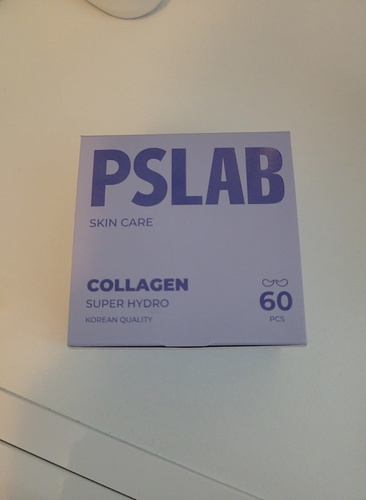 PSLAB
SKIN CARE
COLLAGEN
SUPER HYDRO
KOREAN QUALITY
60
PCS